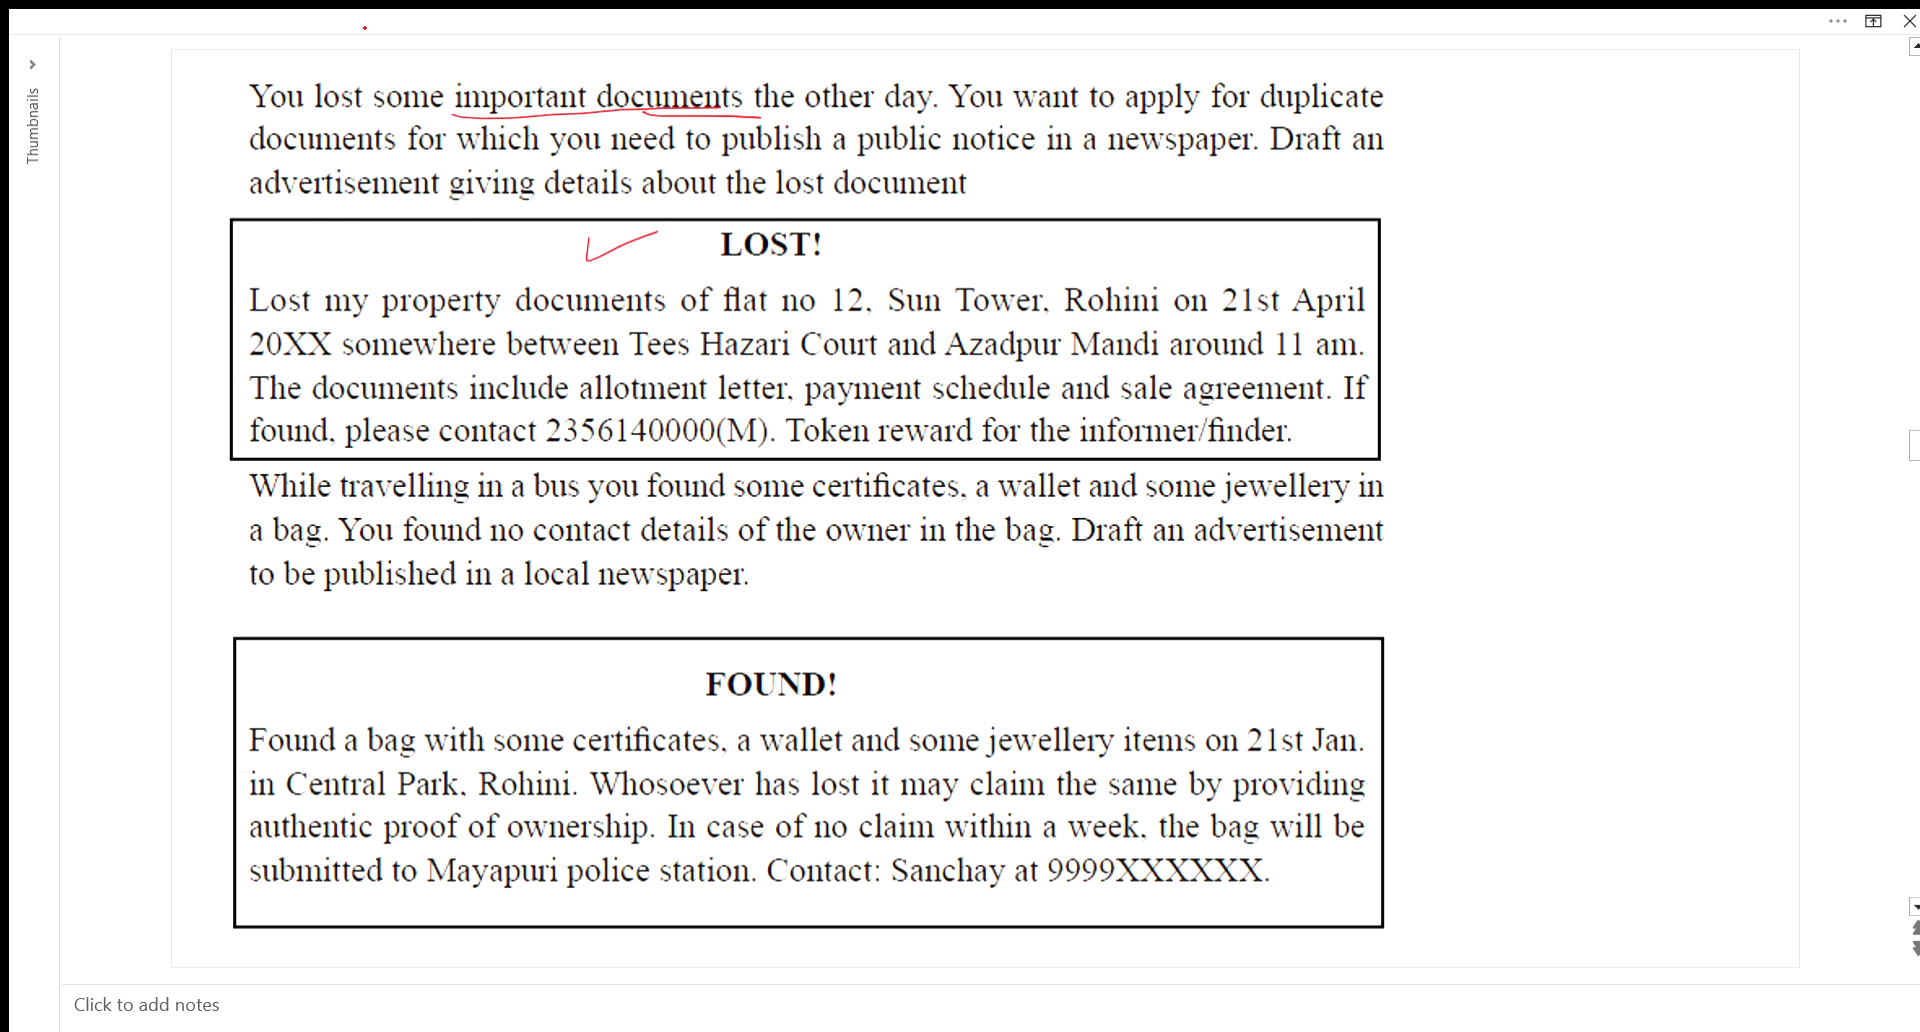 Thumbnails
You lost some important documents the other day. You want to apply for duplicate
documents for which you need to publish a public notice in a newspaper. Draft an
advertisement giving details about the lost document
LOST!
Lost my property documents of flat no 12, Sun Tower, Rohini on 21st April
20XX somewhere between Tees Hazari Court and Azadpur Mandi around 11 am.
The documents include allotment letter, payment schedule and sale agreement. If
found, please contact 2356140000(M). Token reward for the informer/finder.
While travelling in a bus you found some certificates, a wallet and some jewellery in
a bag. You found no contact details of the owner in the bag. Draft an advertisement
to be published in a local newspaper.
FOUND!
Found a bag with some certificates, a wallet and some jewellery items on 21st Jan.
in Central Park, Rohini. Whosoever has lost it may claim the same by providing
authentic proof of ownership. In case of no claim within a week, the bag will be
submitted to Mayapuri police station. Contact: Sanchay at 9999XXXXXX.
Click to add notes